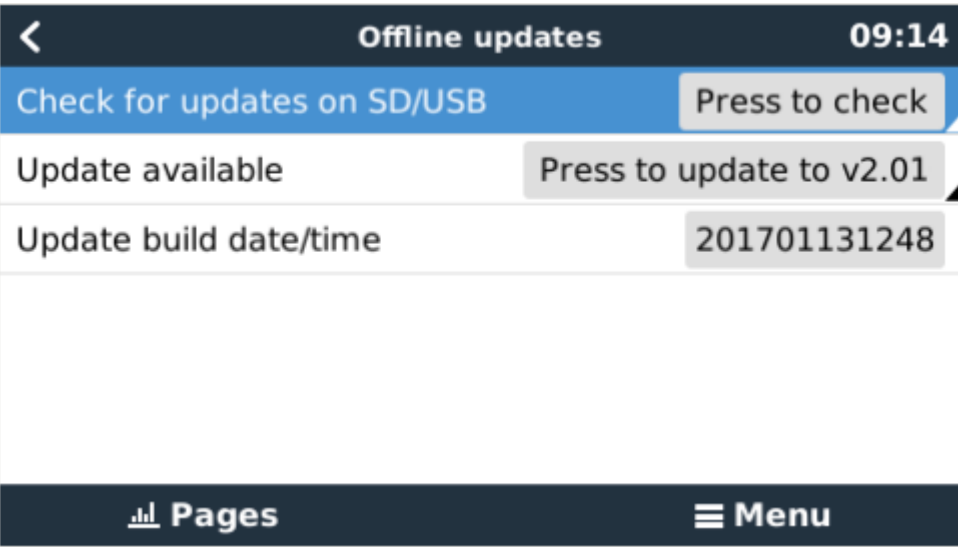 Offline updates 09:14
Check for updates on SD/USB Press to check
Update available Press to update to v2.01
Update build date/time 201701131248
Pages Menu